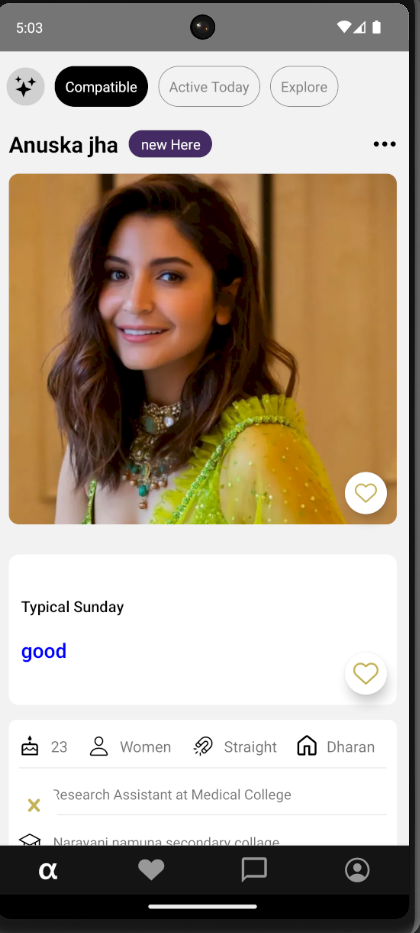 5:03
Compatible
Active Today
Explore
Anuska jha
new Here
Typical Sunday
good
23
Women
Straight
Dharan
Research Assistant at Medical College
Narayani namuna secondary collage
α